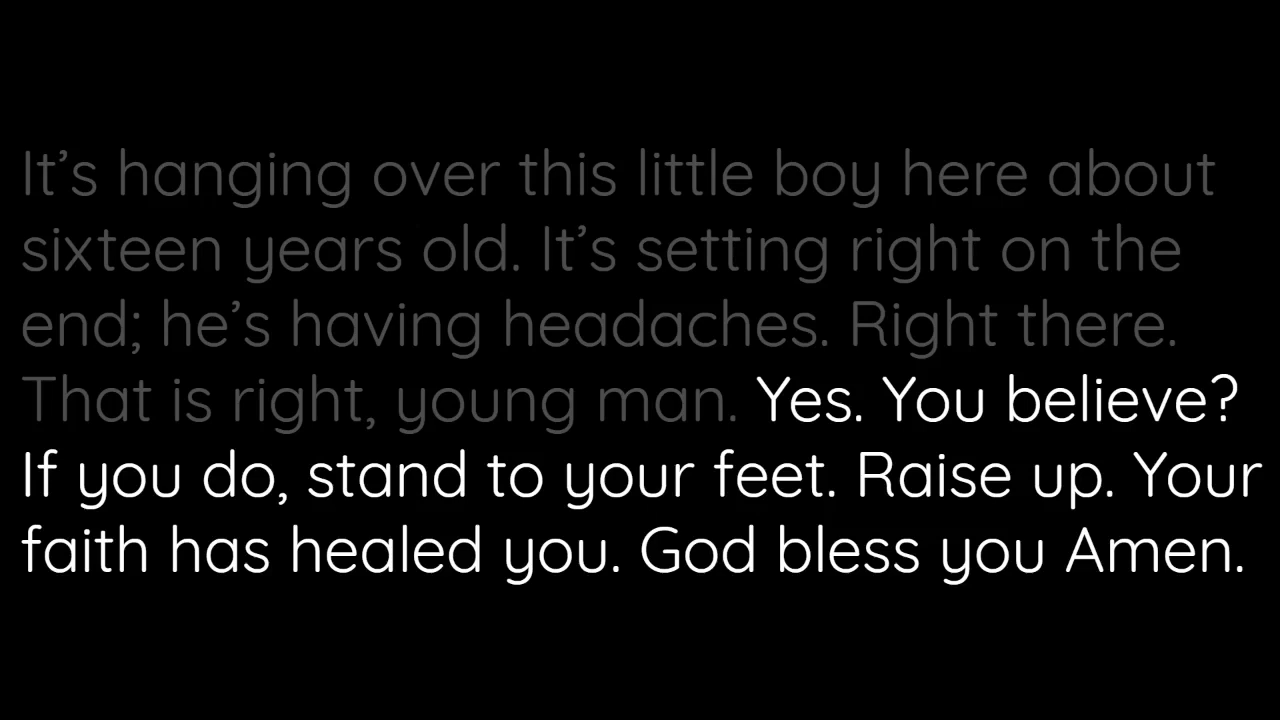 It’s hanging over this little boy here about
sixteen years old. It’s setting right on the
end; he’s having headaches. Right there.
That is right, young man. Yes. You believe?
If you do, stand to your feet. Raise up. Your
faith has healed you. God bless you Amen.